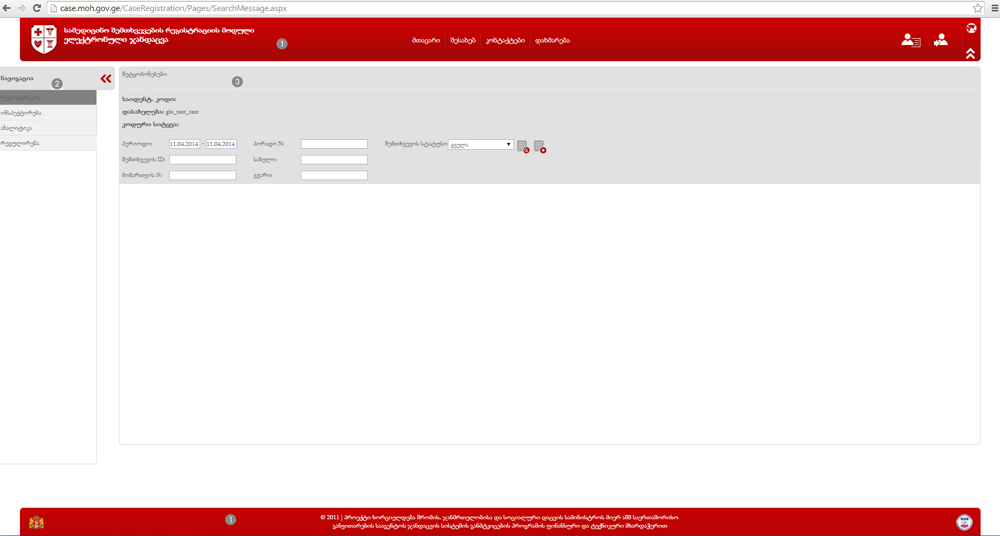 case.moh.gov.ge/CaseRegistration/Pages/SearchMessage.aspx
სამედიცინო შემთხვევების რეგისტრაციის მოდული
ელექტრონული ჯანდაცვა
1
მთავარი შესახებ კონტაქტები დახმარება
ნავიგაცია
2
რეგისტრაცია
ინსპექტირება
ანალიტიკა
რეგულირება
შეტყობინებები
3
საიდენტ. კოდი:
დასახელება: gio_test_test
კოდური სიტყვა:
პერიოდი: 11.04.2014 - 11.04.2014 პირადი N: შემთხვევის სტატუსი ყველა
შემთხვევის ID: სახელი:
მიმართვის N: გვარი:
1
© 2011 | პროექტი ხორციელდება შრომის, ჯანმრთელობისა და სოციალური დაცვის სამინისტროს მიერ აშშ საერთაშორისო
განვითარების სააგენტოს ჯანდაცვის სისტემის განმტკიცების პროგრამის ფინანსური და ტექნიკური მხარდაჭერით